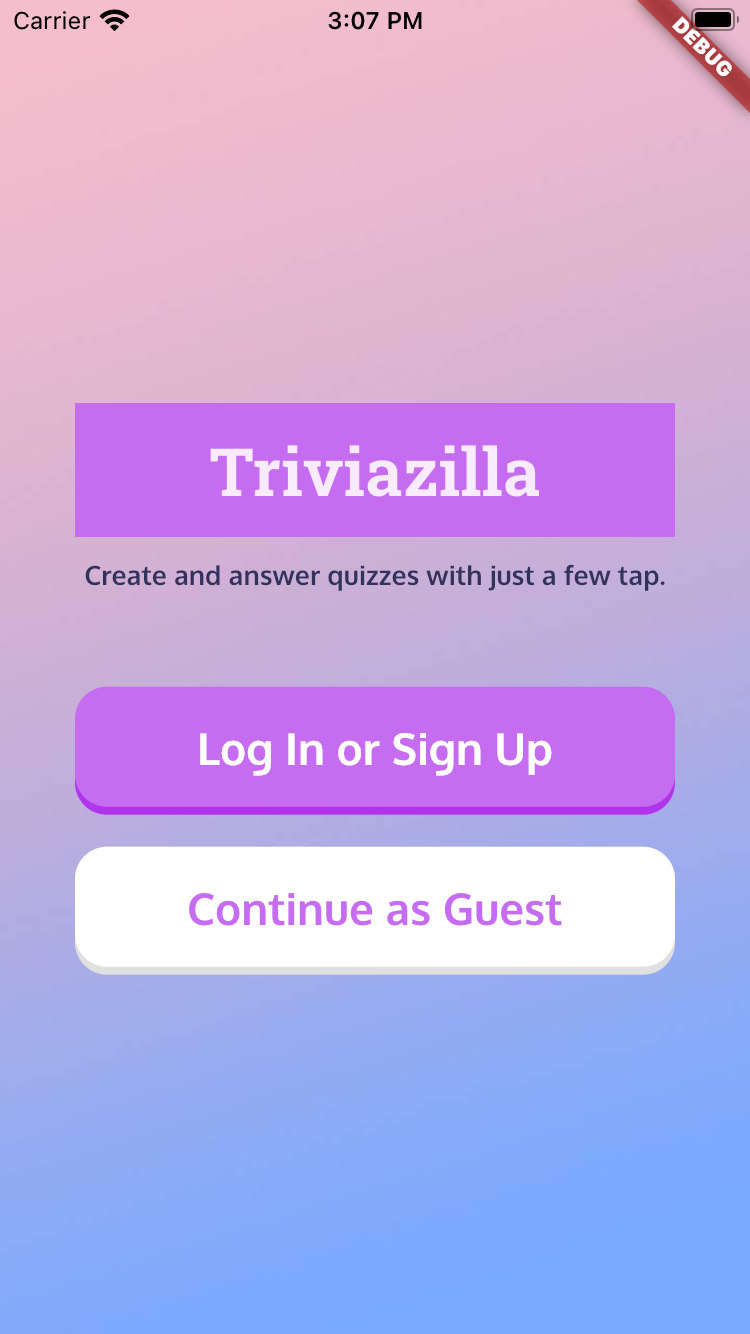 Carrier 3:07 PM
DEBUG
Triviazilla
Create and answer quizzes with just a few tap.
Log In or Sign Up
Continue as Guest